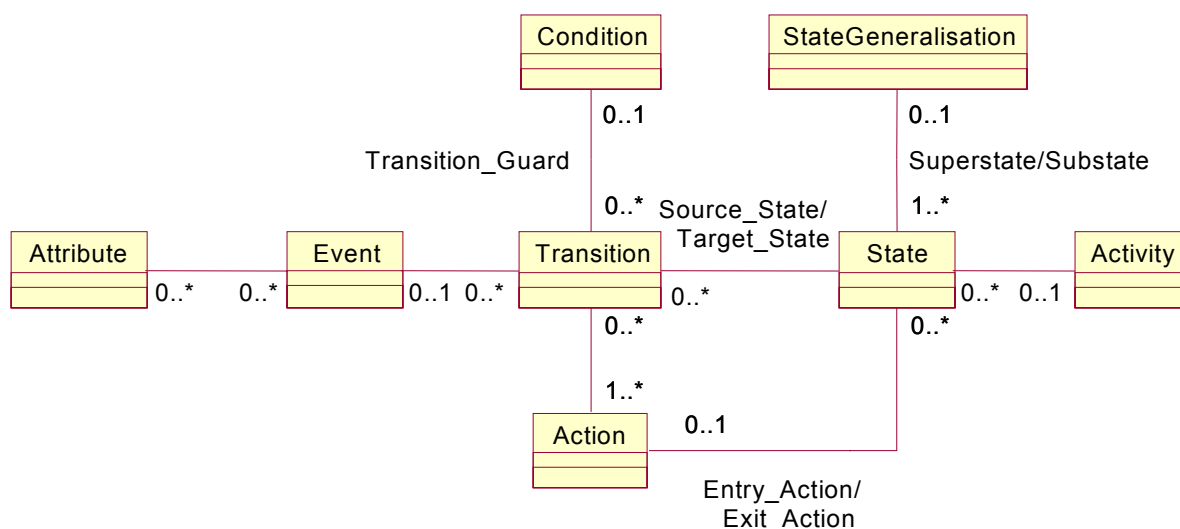 Condition
StateGeneralisation
0..1
0..1
Transition_Guard
Superstate/Substate
0..*
Source_State/
Target_State
1..*
Attribute
Event
Transition
State
Activity
0..*
0..*
0..1
0..*
0..*
0..*
0..1
0..*
0..*
1..*
Action
0..1
Entry_Action/
Exit_Action